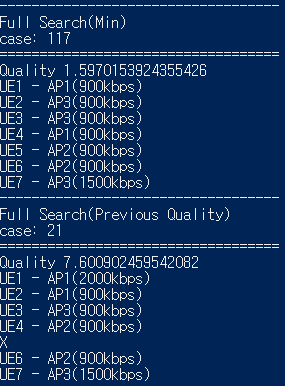 ----------------------------------
Full Search(Min)
case: 117
==================================
Quality 1.5970153924355426
UE1 - AP1(900kbps)
UE2 - AP3(900kbps)
UE3 - AP3(900kbps)
UE4 - AP1(900kbps)
UE5 - AP2(900kbps)
UE6 - AP2(900kbps)
UE7 - AP3(1500kbps)
----------------------------------
Full Search(Previous Quality)
case: 21
==================================
Quality 7.600902459542082
UE1 - AP1(2000kbps)
UE2 - AP1(900kbps)
UE3 - AP3(900kbps)
UE4 - AP2(900kbps)
X
UE6 - AP2(900kbps)
UE7 - AP3(1500kbps)